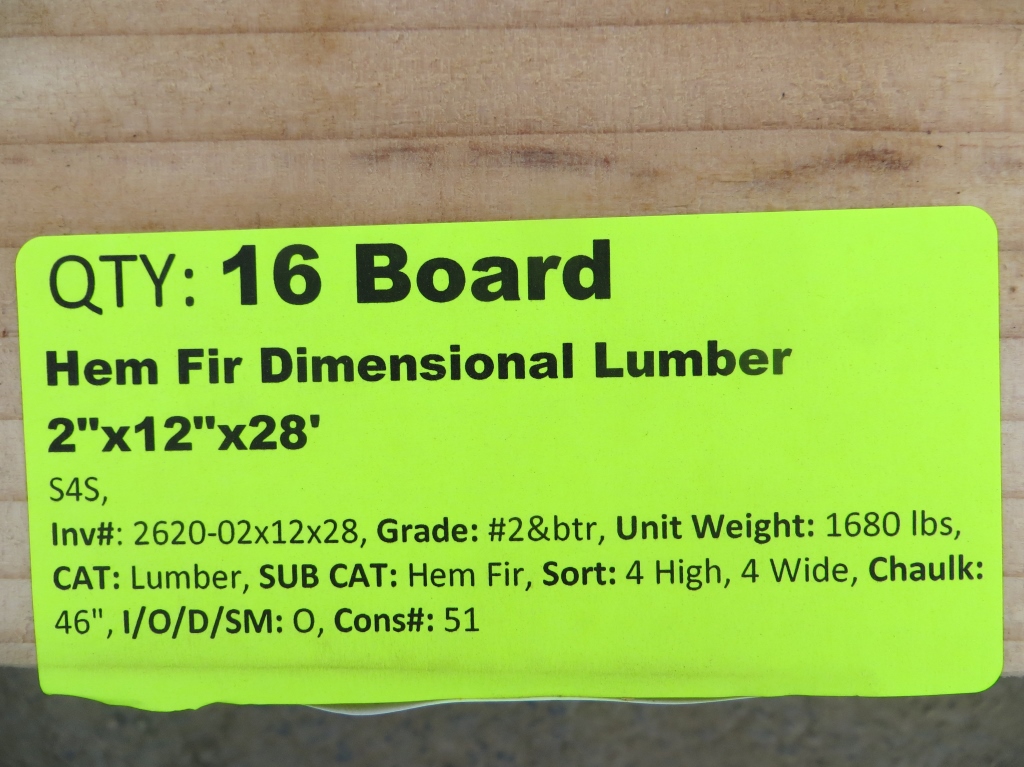 QTY: 16 Board
Hem Fir Dimensional Lumber
2"x12"x28'
S4S,
Inv#: 2620-02x12x28, Grade: #2&btr, Unit Weight: 1680 lbs,
CAT: Lumber, SUB CAT: Hem Fir, Sort: 4 High, 4 Wide, Chaulk:
46", I/O/D/SM: O, Cons#: 51